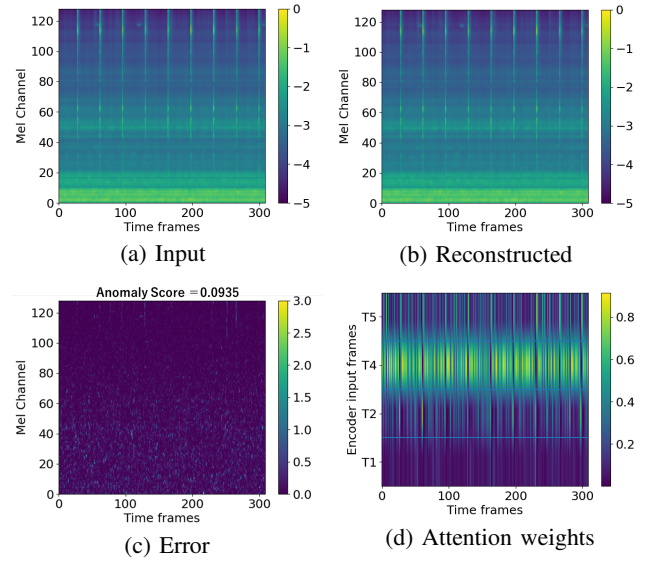 120
100
80
60
40
20
0
Mel Channel
0 100 200 300
Time frames
0
−1
−2
−3
−4
−5
(a) Input
120
100
80
60
40
20
0
Mel Channel
0 100 200 300
Time frames
0
−1
−2
−3
−4
−5
(b) Reconstructed
Anomaly Score =0.0935
120
100
80
60
40
20
0
Mel Channel
0 100 200 300
Time frames
3.0
2.5
2.0
1.5
1.0
0.5
0.0
(c) Error
T5
T4
T2
T1
Encoder input frames
0 100 200 300
Time frames
0.8
0.6
0.4
0.2
(d) Attention weights